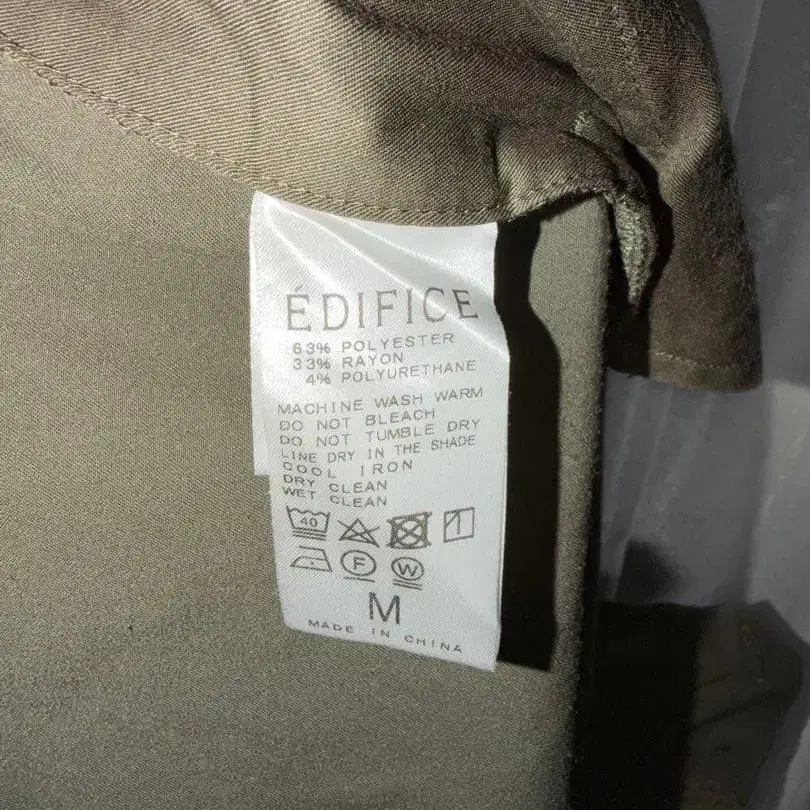 ÉDIFICE
63% POLYESTER
33% RAYON
4% POLYURETHANE
MACHINE WASH WARM
DO NOT BLEACH
DO NOT TUMBLE DRY
LINE DRY IN THE SHADE
COOL IRON
DRY CLEAN
WET CLEAN
40
F W
M
MADE IN CHINA